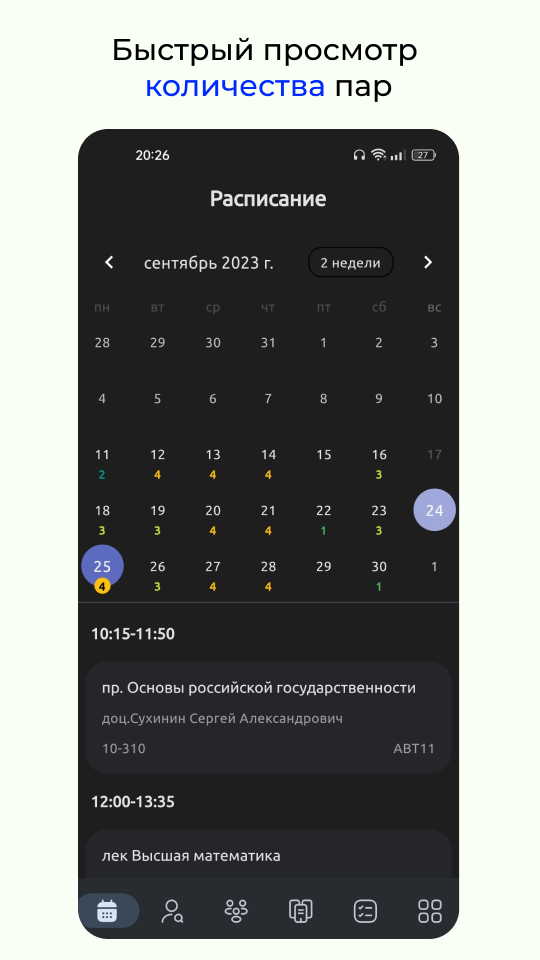 Быстрый просмотр
количества пар
20:26 27
Расписание
сентябрь 2023 г. 2 недели
пн вт ср чт пт сб вс
28 29 30 31 1 2 3
4 5 6 7 8 9 10
11 12 13 14 15 16 17
2 4 4 4 3
18 19 20 21 22 23 24
3 3 4 4 1 3
25 26 27 28 29 30 1
4 3 4 4 1
10:15-11:50
пр. Основы российской государственности
доц.Сухинин Сергей Александрович
10-310 АВТ11
12:00-13:35
лек Высшая математика